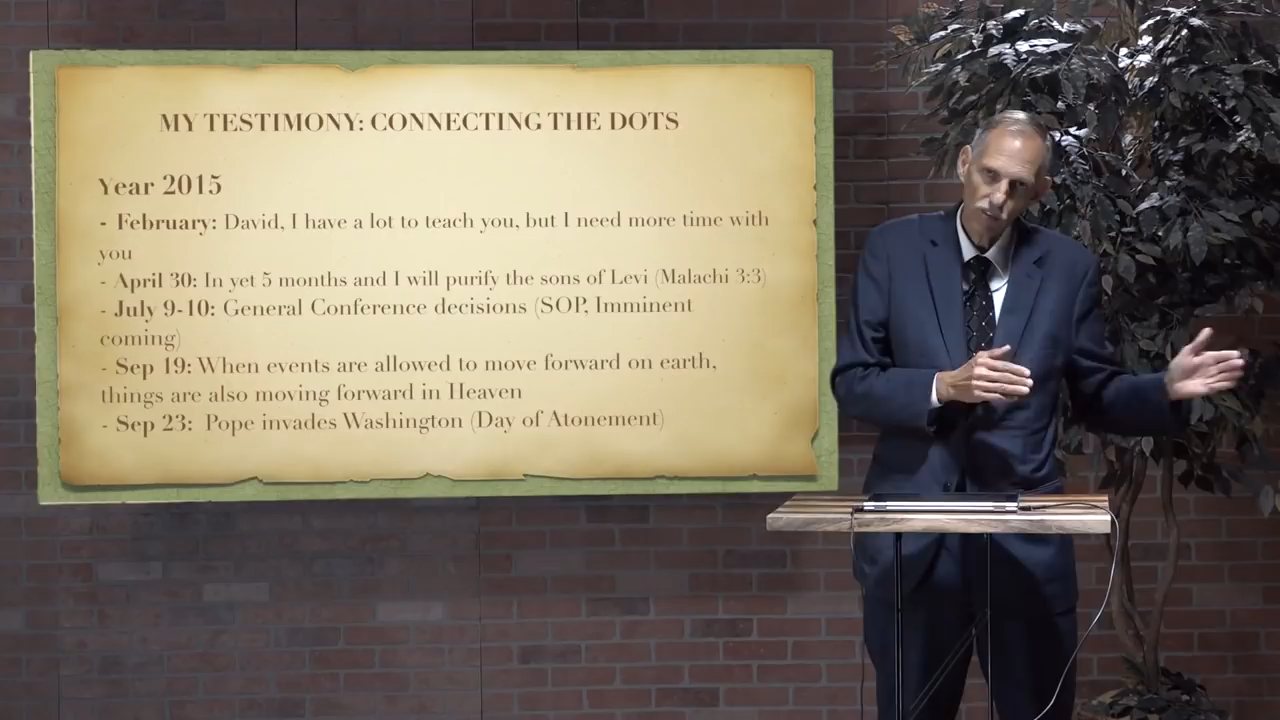 MY TESTIMONY: CONNECTING THE DOTS
Year 2015
- February: David, I have a lot to teach you, but I need more time with
you
- April 30: In yet 5 months and I will purify the sons of Levi (Malachi 3:3)
- July 9-10: General Conference decisions (SOP, Imminent
coming)
- Sep 19: When events are allowed to move forward on earth,
things are also moving forward in Heaven
- Sep 23: Pope invades Washington (Day of Atonement)